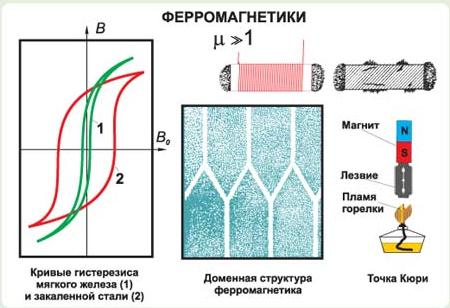 ФЕРРОМАГНЕТИКИ
μ ≫ 1
B
B₀
1
2
Кривые гистерезиса
мягкого железа (1)
и закаленной стали (2)
Доменная структура
ферромагнетика
Магнит
N
S
Лезвие
Пламя
горелки
Точка Кюри